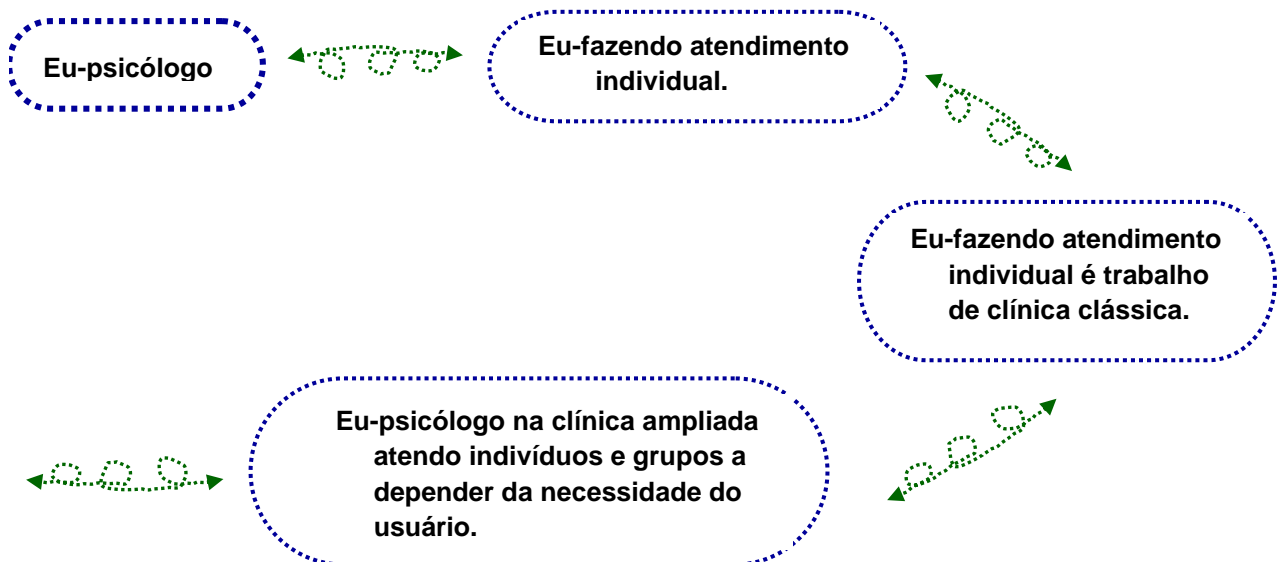 Eu-psicólogo
Eu-fazendo atendimento
individual.
Eu-fazendo atendimento
individual é trabalho
de clínica clássica.
Eu-psicólogo na clínica ampliada
atendo indivíduos e grupos a
depender da necessidade do
usuário.